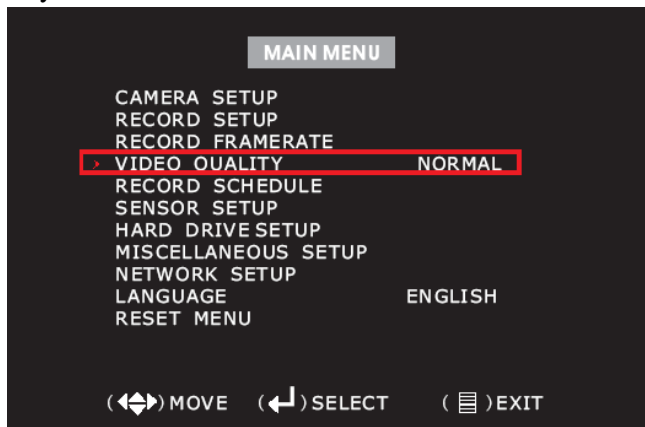 MAIN MENU
CAMERA SETUP
RECORD SETUP
RECORD FRAMERATE
> VIDEO QUALITY NORMAL
RECORD SCHEDULE
SENSOR SETUP
HARD DRIVE SETUP
MISCELLANEOUS SETUP
NETWORK SETUP
LANGUAGE ENGLISH
RESET MENU
( ) MOVE ( ) SELECT ( ) EXIT